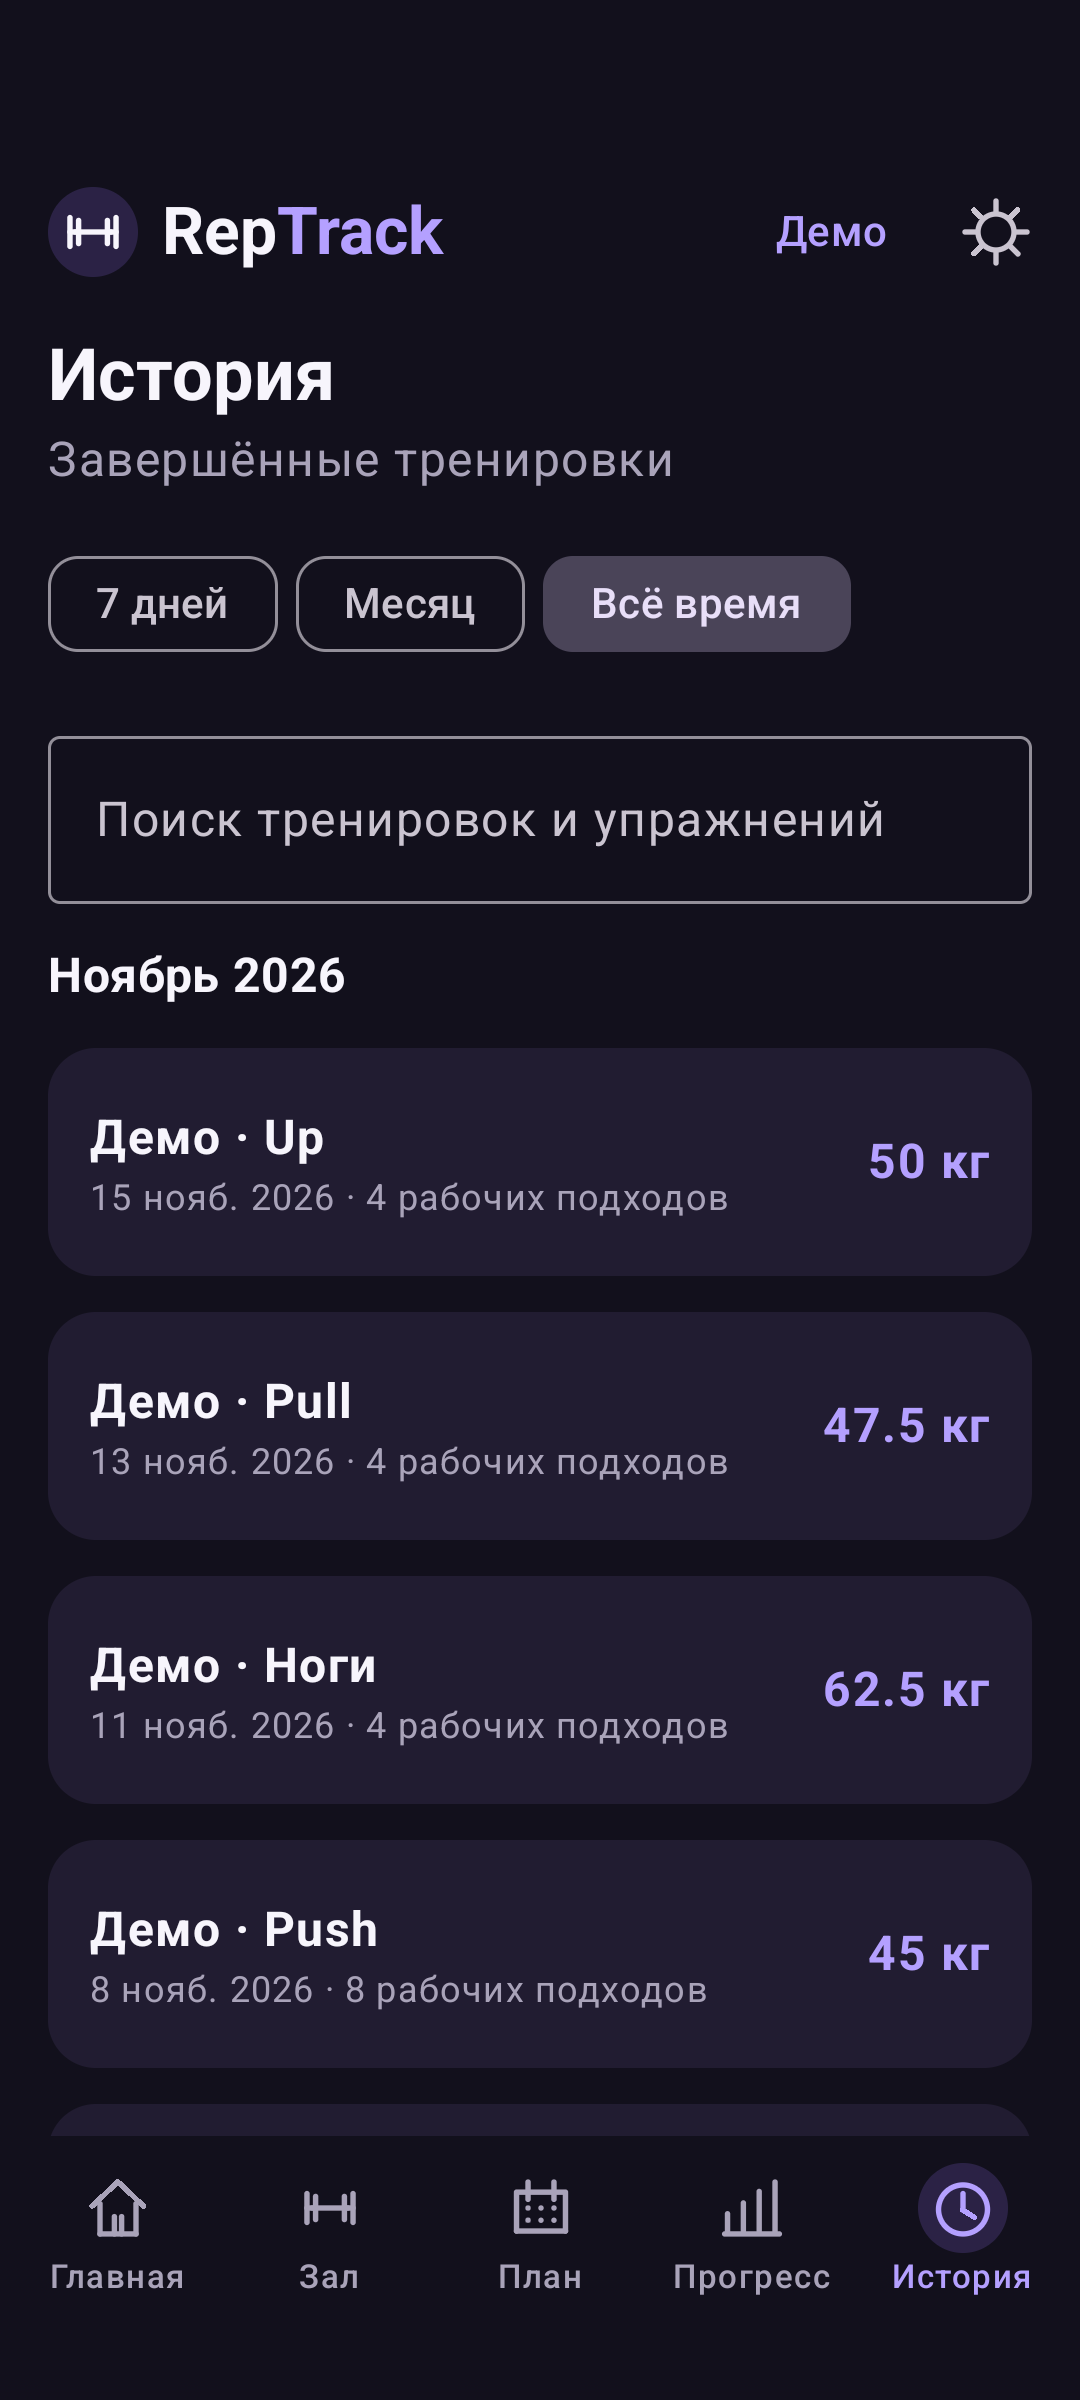 RepTrack
Демо
История
Завершённые тренировки
7 дней
Месяц
Всё время
Поиск тренировок и упражнений
Ноябрь 2026
Демо · Up
15 нояб. 2026 · 4 рабочих подходов
50 кг
Демо · Pull
13 нояб. 2026 · 4 рабочих подходов
47.5 кг
Демо · Ноги
11 нояб. 2026 · 4 рабочих подходов
62.5 кг
Демо · Push
8 нояб. 2026 · 8 рабочих подходов
45 кг
Главная
Зал
План
Прогресс
История